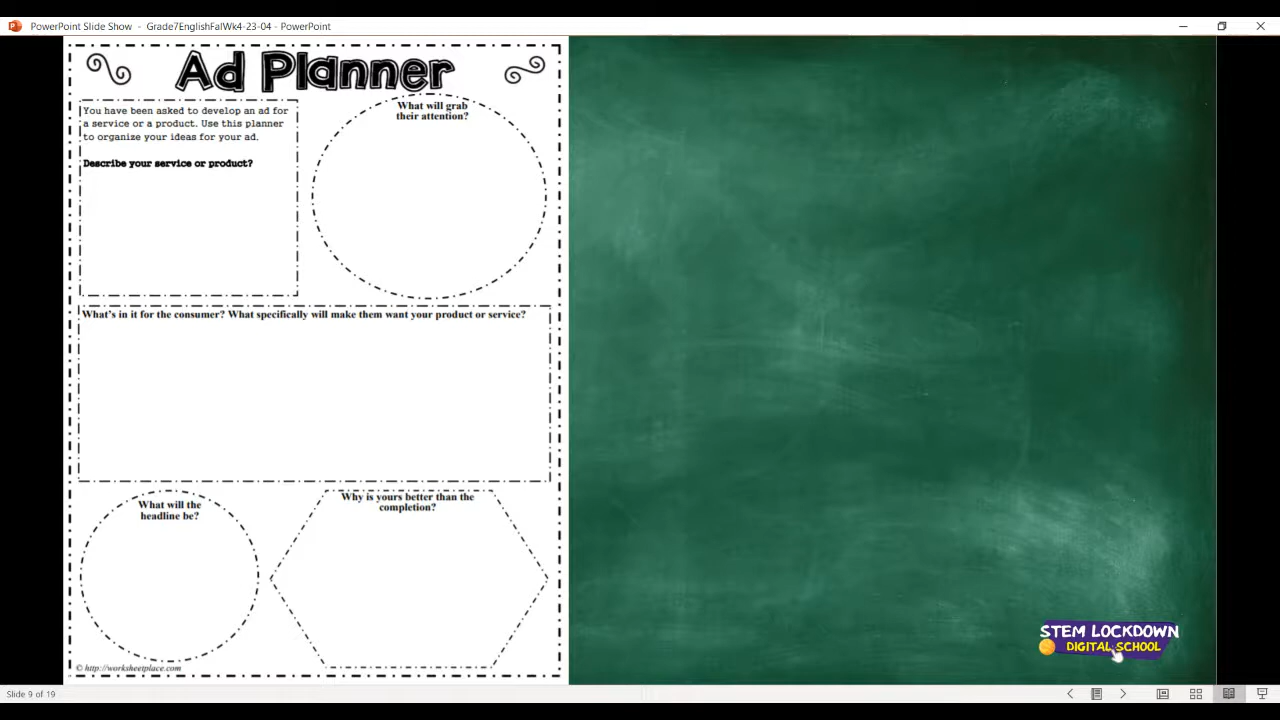 PowerPoint Slide Show - Grade7EnglishFalWk4-23-04 - PowerPoint
Ad Planner
You have been asked to develop an ad for
a service or a product. Use this planner
to organize your ideas for your ad.
Describe your service or product?
What will grab
their attention?
What's in it for the consumer? What specifically will make them want your product or service?
What will the
headline be?
Why is yours better than the
completion?
© http://worksheetplace.com
STEM LOCKDOWN
DIGITAL SCHOOL
Slide 9 of 19